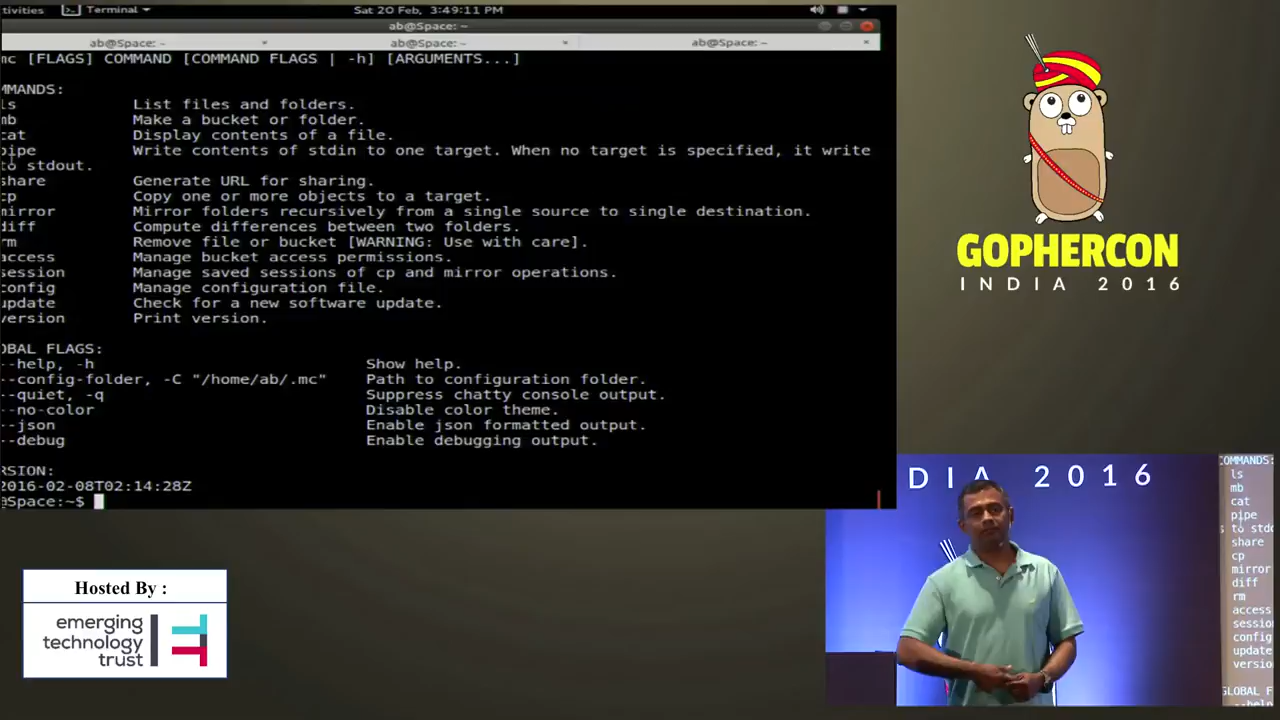 tivities Terminal Sat 20 Feb, 3:49:11 PM
ab@Space: ~
ab@Space: ~ × ab@Space: ~ × ab@Space: ~ ×
mc [FLAGS] COMMAND [COMMAND FLAGS | -h] [ARGUMENTS...]
MMANDS:
ls List files and folders.
mb Make a bucket or folder.
cat Display contents of a file.
pipe Write contents of stdin to one target. When no target is specified, it write
to stdout.
share Generate URL for sharing.
cp Copy one or more objects to a target.
mirror Mirror folders recursively from a single source to single destination.
diff Compute differences between two folders.
rm Remove file or bucket [WARNING: Use with care].
access Manage bucket access permissions.
session Manage saved sessions of cp and mirror operations.
config Manage configuration file.
update Check for a new software update.
version Print version.
OBAL FLAGS:
--help, -h Show help.
--config-folder, -C "/home/ab/.mc" Path to configuration folder.
--quiet, -q Suppress chatty console output.
--no-color Disable color theme.
--json Enable json formatted output.
--debug Enable debugging output.
RSION:
2016-02-08T02:14:28Z
@Space:~$
GOPHERCON
INDIA 2016
Hosted By :
emerging
technology
trust
DIA 2016
COMMANDS:
ls
mb
cat
pipe
s to stdo
share
cp
mirror
diff
rm
access
sessio
config
update
versio
GLOBAL F
--help